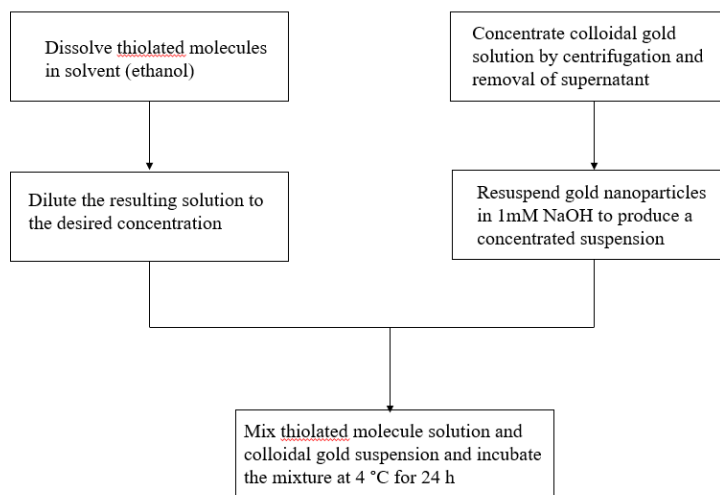 Dissolve thiolated molecules
in solvent (ethanol)
Concentrate colloidal gold
solution by centrifugation and
removal of supernatant
Dilute the resulting solution to
the desired concentration
Resuspend gold nanoparticles
in 1mM NaOH to produce a
concentrated suspension
Mix thiolated molecule solution and
colloidal gold suspension and incubate
the mixture at 4 °C for 24 h